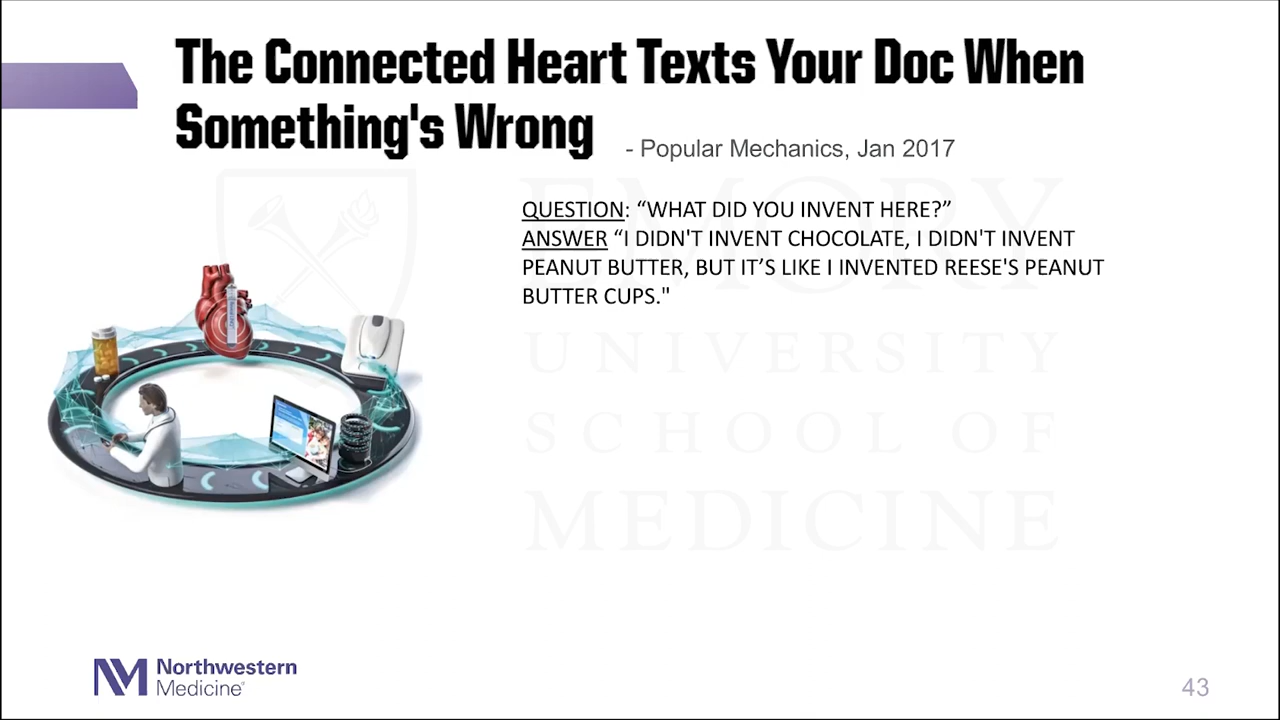 The Connected Heart Texts Your Doc When
Something's Wrong
- Popular Mechanics, Jan 2017
QUESTION: “WHAT DID YOU INVENT HERE?”
ANSWER “I DIDN'T INVENT CHOCOLATE, I DIDN'T INVENT
PEANUT BUTTER, BUT IT’S LIKE I INVENTED REESE'S PEANUT
BUTTER CUPS."
EMORY
UNIVERSITY
SCHOOL OF
MEDICINE
NM Northwestern
Medicine®
43